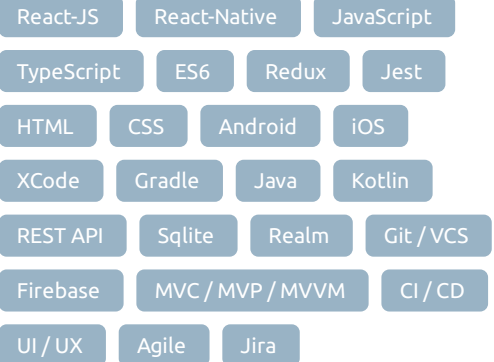 React-JS React-Native JavaScript
TypeScript ES6 Redux Jest
HTML CSS Android iOS
XCode Gradle Java Kotlin
REST API Sqlite Realm Git / VCS
Firebase MVC / MVP / MVVM CI / CD
UI / UX Agile Jira